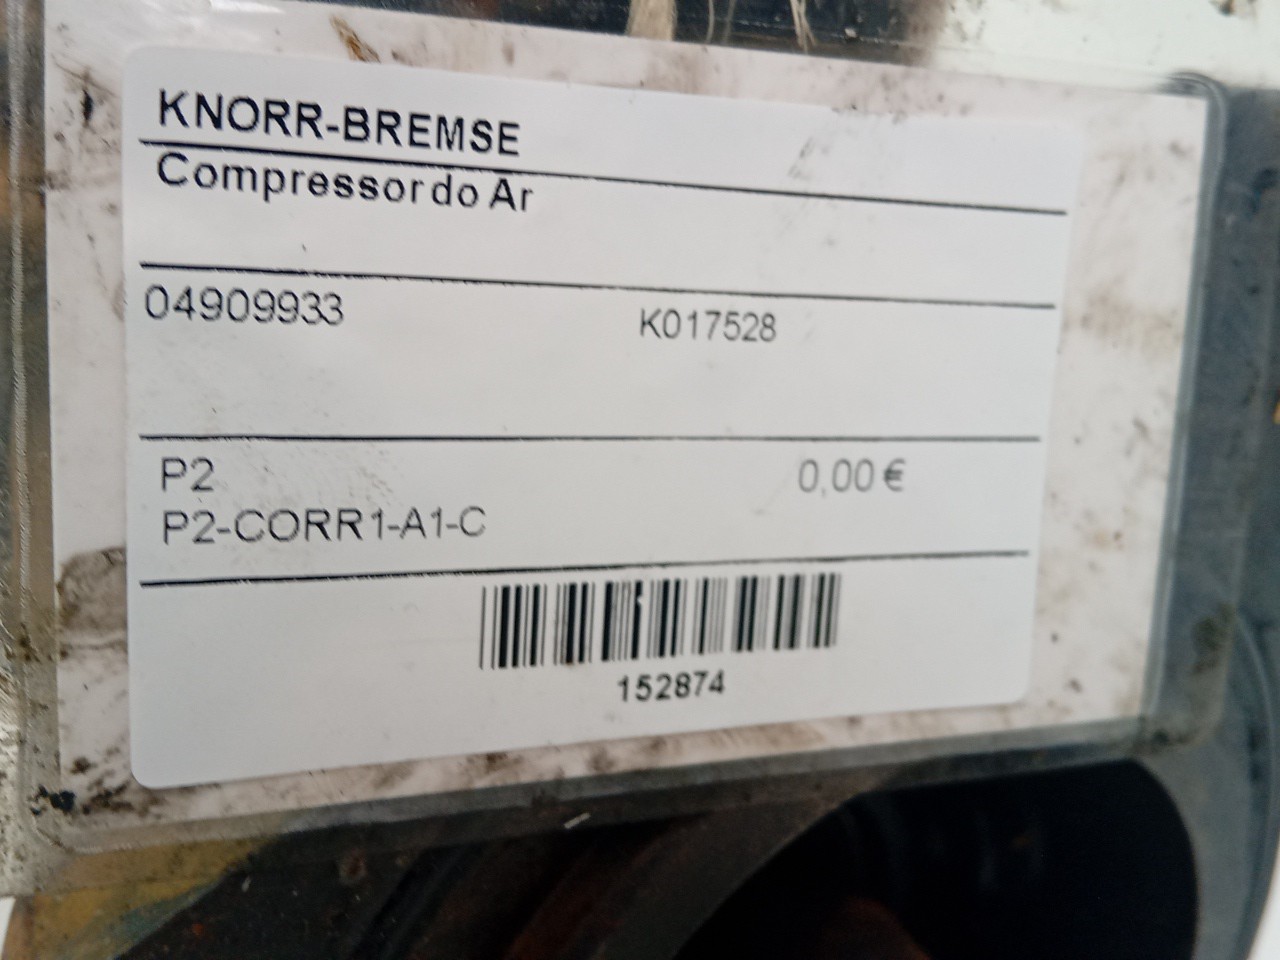 KNORR-BREMSE
Compressor do Ar
04909933 K017528
P2 0,00 €
P2-CORR1-A1-C
152874